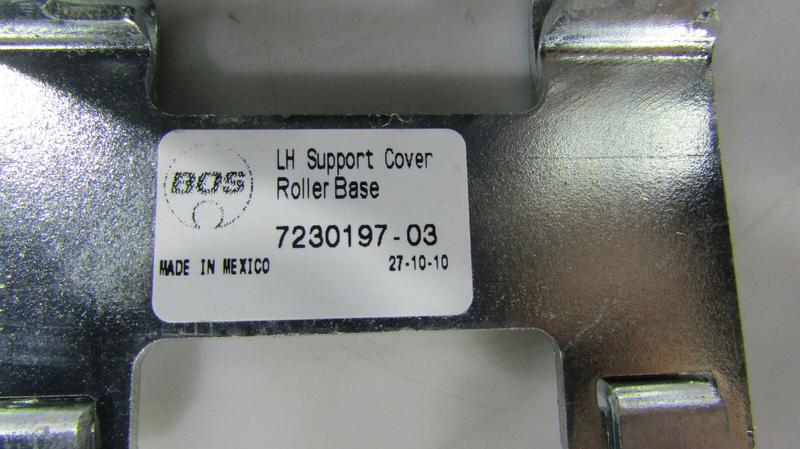 BOS
LH Support Cover
Roller Base
7230197-03
MADE IN MEXICO
27-10-10